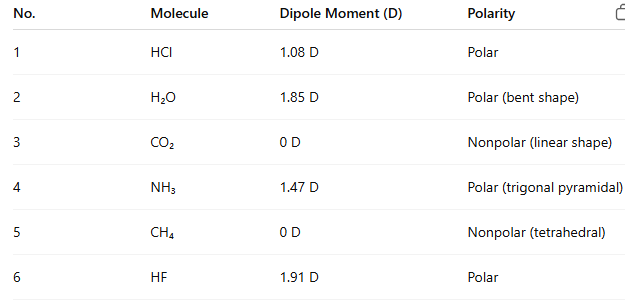 No. Molecule Dipole Moment (D) Polarity
1 HCl 1.08 D Polar
2 H₂O 1.85 D Polar (bent shape)
3 CO₂ 0 D Nonpolar (linear shape)
4 NH₃ 1.47 D Polar (trigonal pyramidal)
5 CH₄ 0 D Nonpolar (tetrahedral)
6 HF 1.91 D Polar